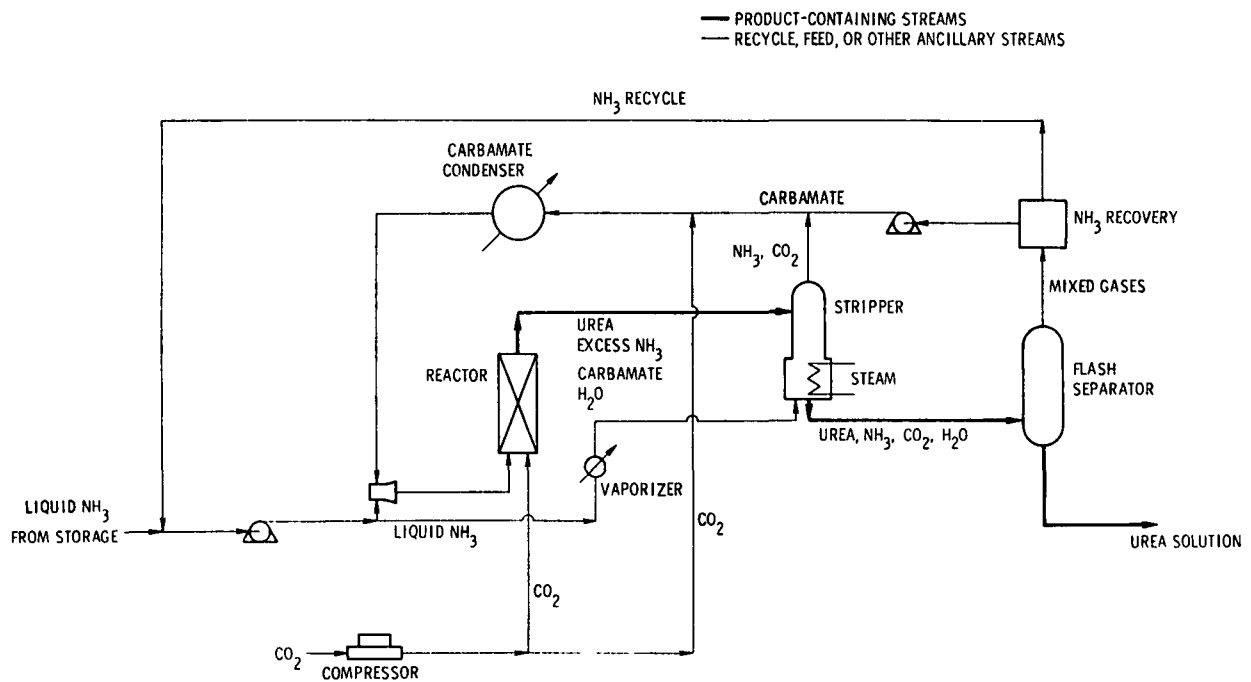 PRODUCT-CONTAINING STREAMS
RECYCLE, FEED, OR OTHER ANCILLARY STREAMS
NH3 RECYCLE
CARBAMATE
CONDENSER
CARBAMATE
NH3 RECOVERY
NH3, CO2
MIXED GASES
STRIPPER
UREA
EXCESS NH3
CARBAMATE
H2O
REACTOR
STEAM
FLASH
SEPARATOR
UREA, NH3, CO2, H2O
VAPORIZER
LIQUID NH3
FROM STORAGE
LIQUID NH3
CO2
UREA SOLUTION
CO2
CO2
COMPRESSOR